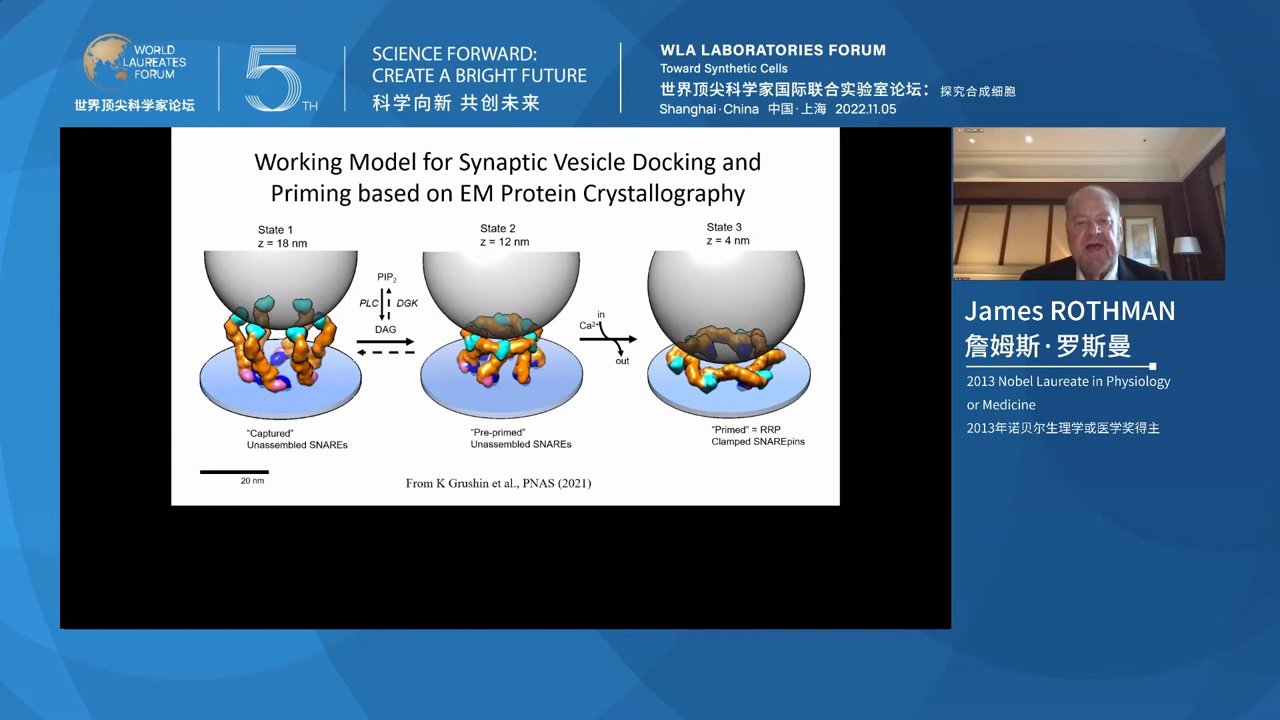 WORLD
LAUREATES
FORUM
世界顶尖科学家论坛
5TH
SCIENCE FORWARD:
CREATE A BRIGHT FUTURE
科学向新 共创未来
WLA LABORATORIES FORUM
Toward Synthetic Cells
世界顶尖科学家国际联合实验室论坛：探究合成细胞
Shanghai·China 中国·上海 2022.11.05
Working Model for Synaptic Vesicle Docking and
Priming based on EM Protein Crystallography
State 1
z = 18 nm
PIP2
PLC DGK
DAG
State 2
z = 12 nm
in
Ca2+
out
State 3
z = 4 nm
"Captured"
Unassembled SNAREs
"Pre-primed"
Unassembled SNAREs
"Primed" = RRP
Clamped SNAREpins
20 nm
From K Grushin et al., PNAS (2021)
James ROTHMAN
詹姆斯·罗斯曼
2013 Nobel Laureate in Physiology
or Medicine
2013年诺贝尔生理学或医学奖得主